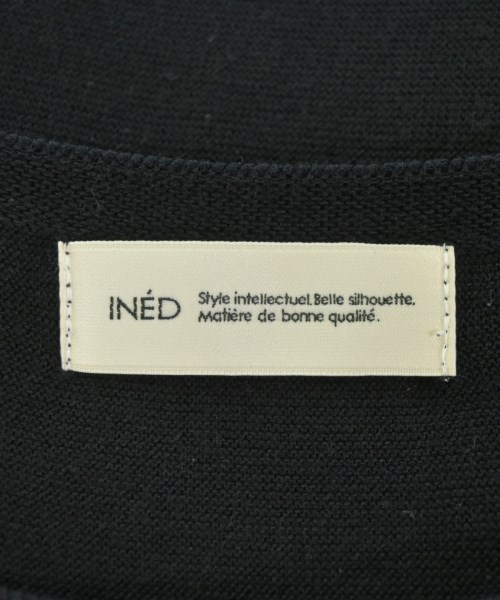 INÉD
Style intellectuel. Belle silhouette.
Matière de bonne qualité.